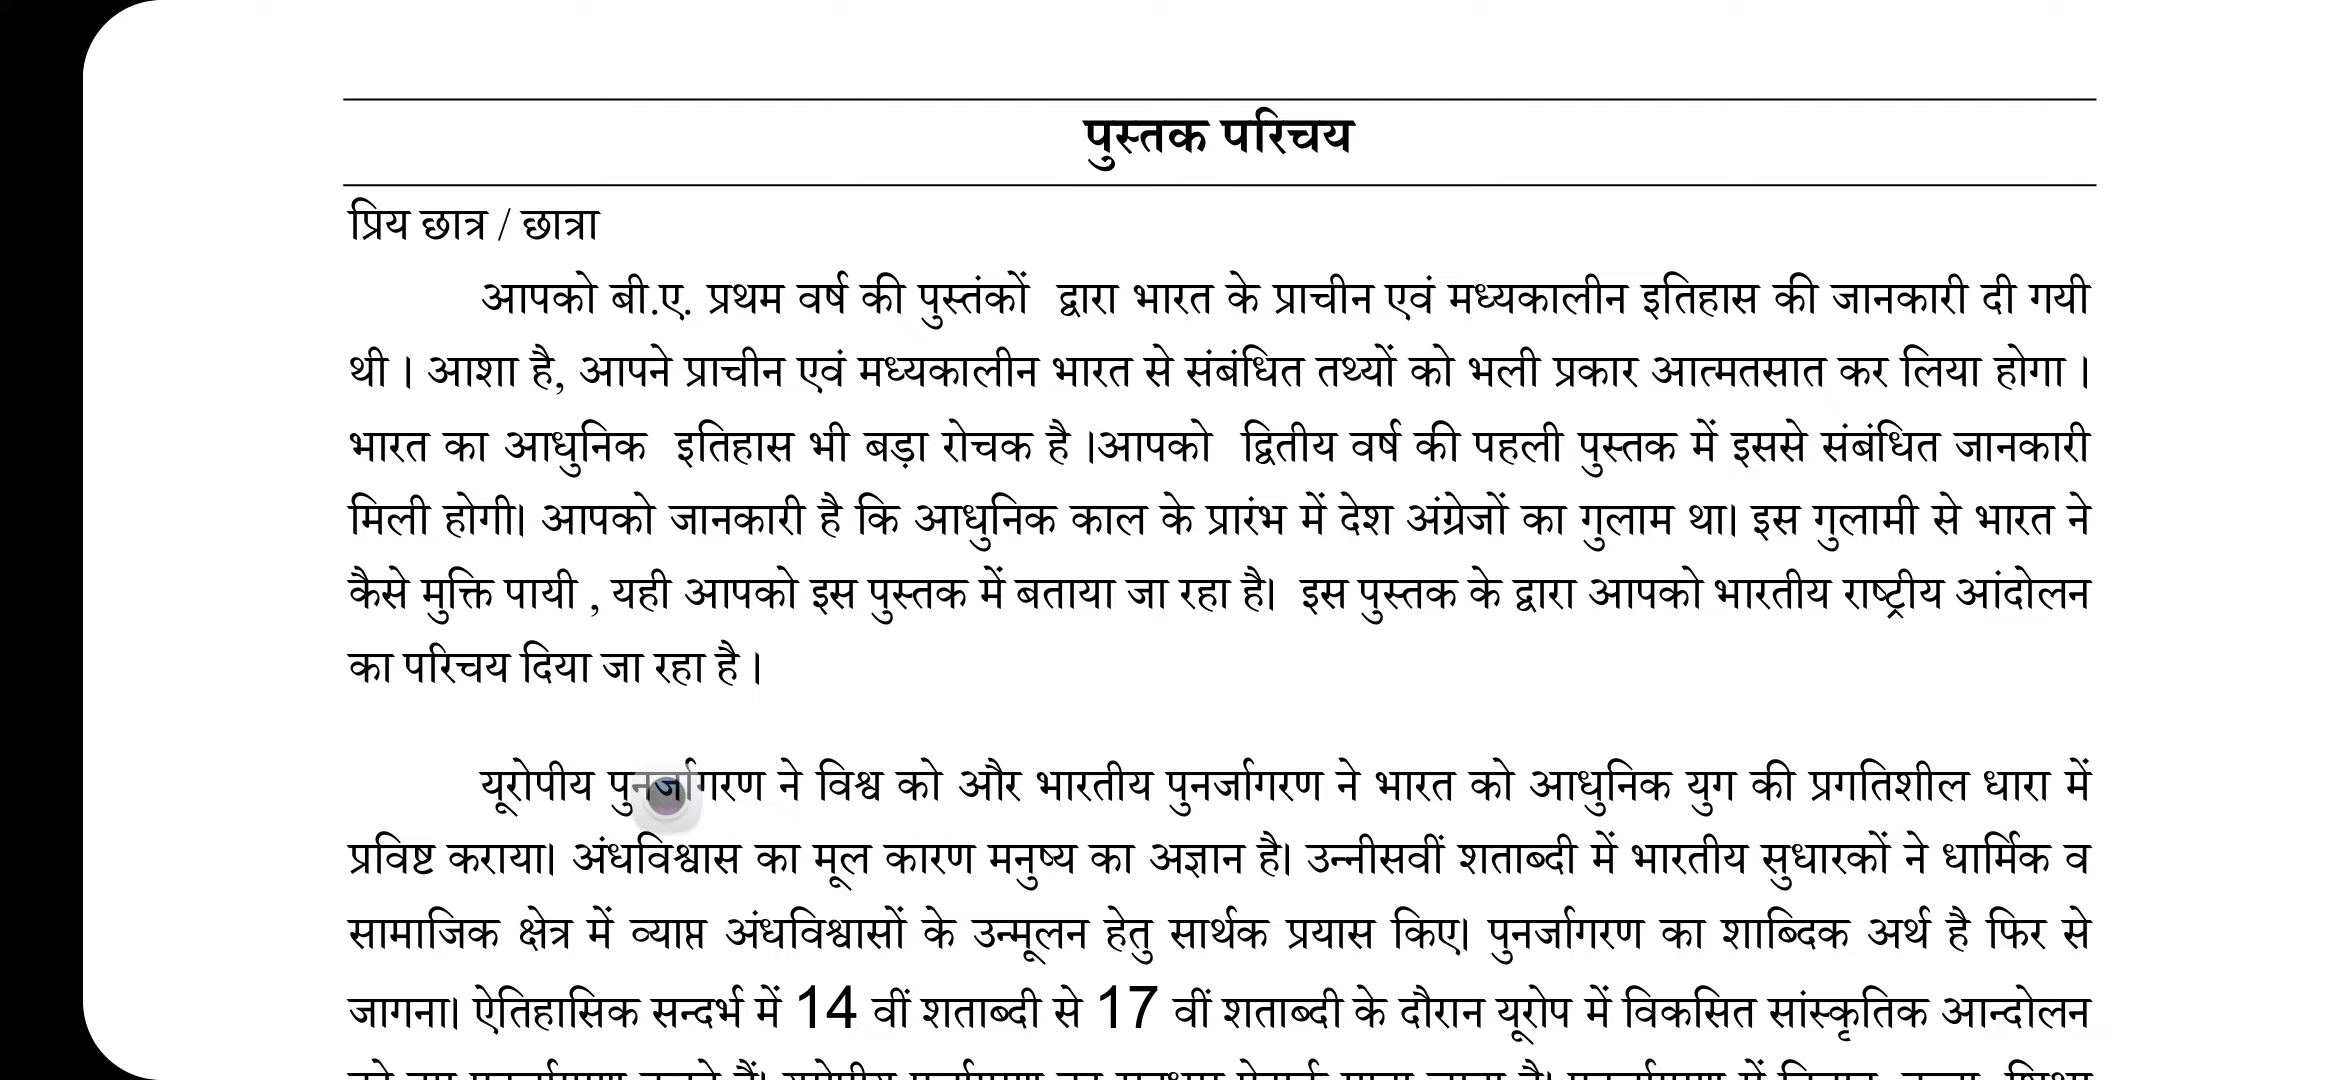 पुस्तक परिचय
प्रिय छात्र / छात्रा
आपको बी.ए. प्रथम वर्ष की पुस्तंकों द्वारा भारत के प्राचीन एवं मध्यकालीन इतिहास की जानकारी दी गयी
थी । आशा है, आपने प्राचीन एवं मध्यकालीन भारत से संबंधित तथ्यों को भली प्रकार आत्मतसात कर लिया होगा ।
भारत का आधुनिक इतिहास भी बड़ा रोचक है ।आपको द्वितीय वर्ष की पहली पुस्तक में इससे संबंधित जानकारी
मिली होगी। आपको जानकारी है कि आधुनिक काल के प्रारंभ में देश अंग्रेजों का गुलाम था। इस गुलामी से भारत ने
कैसे मुक्ति पायी , यही आपको इस पुस्तक में बताया जा रहा है। इस पुस्तक के द्वारा आपको भारतीय राष्ट्रीय आंदोलन
का परिचय दिया जा रहा है ।
यूरोपीय पुनर्जागरण ने विश्व को और भारतीय पुनर्जागरण ने भारत को आधुनिक युग की प्रगतिशील धारा में
प्रविष्ट कराया। अंधविश्वास का मूल कारण मनुष्य का अज्ञान है। उन्नीसवीं शताब्दी में भारतीय सुधारकों ने धार्मिक व
सामाजिक क्षेत्र में व्याप्त अंधविश्वासों के उन्मूलन हेतु सार्थक प्रयास किए। पुनर्जागरण का शाब्दिक अर्थ है फिर से
जागना। ऐतिहासिक सन्दर्भ में 14 वीं शताब्दी से 17 वीं शताब्दी के दौरान यूरोप में विकसित सांस्कृतिक आन्दोलन